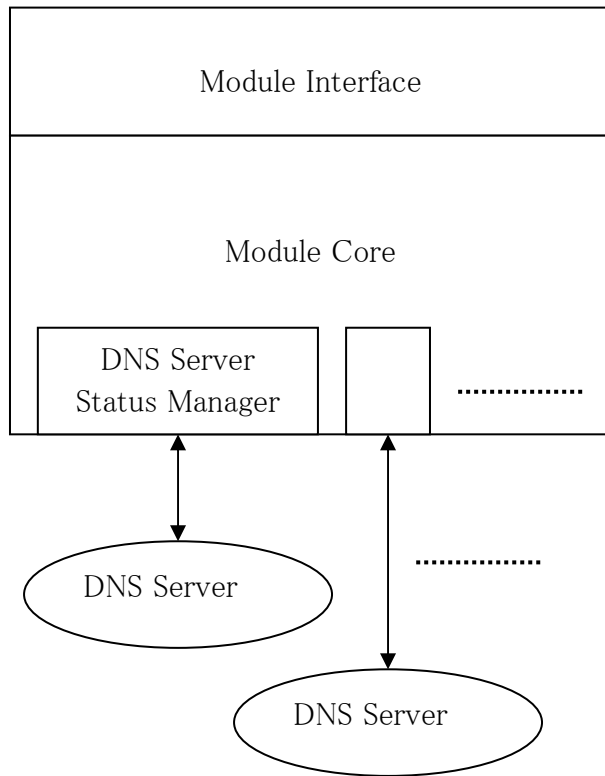 Module Interface
Module Core
DNS Server
Status Manager
DNS Server
DNS Server